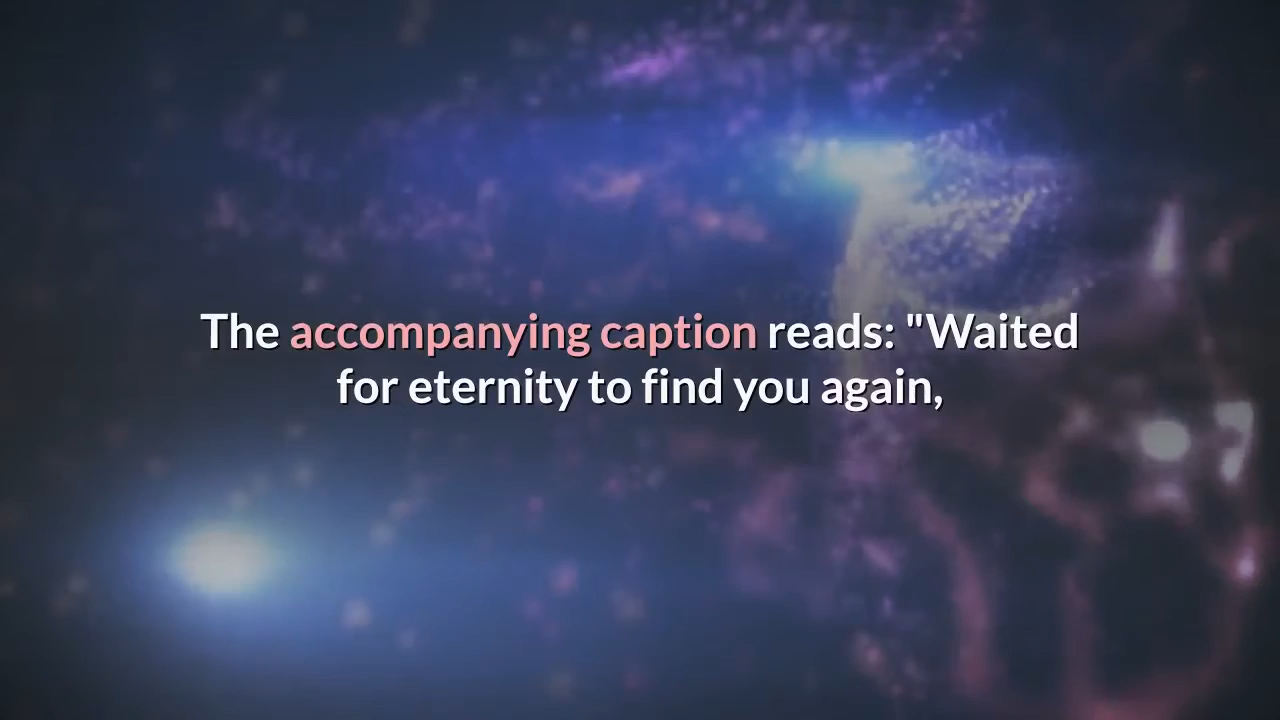 The accompanying caption reads: "Waited
for eternity to find you again,